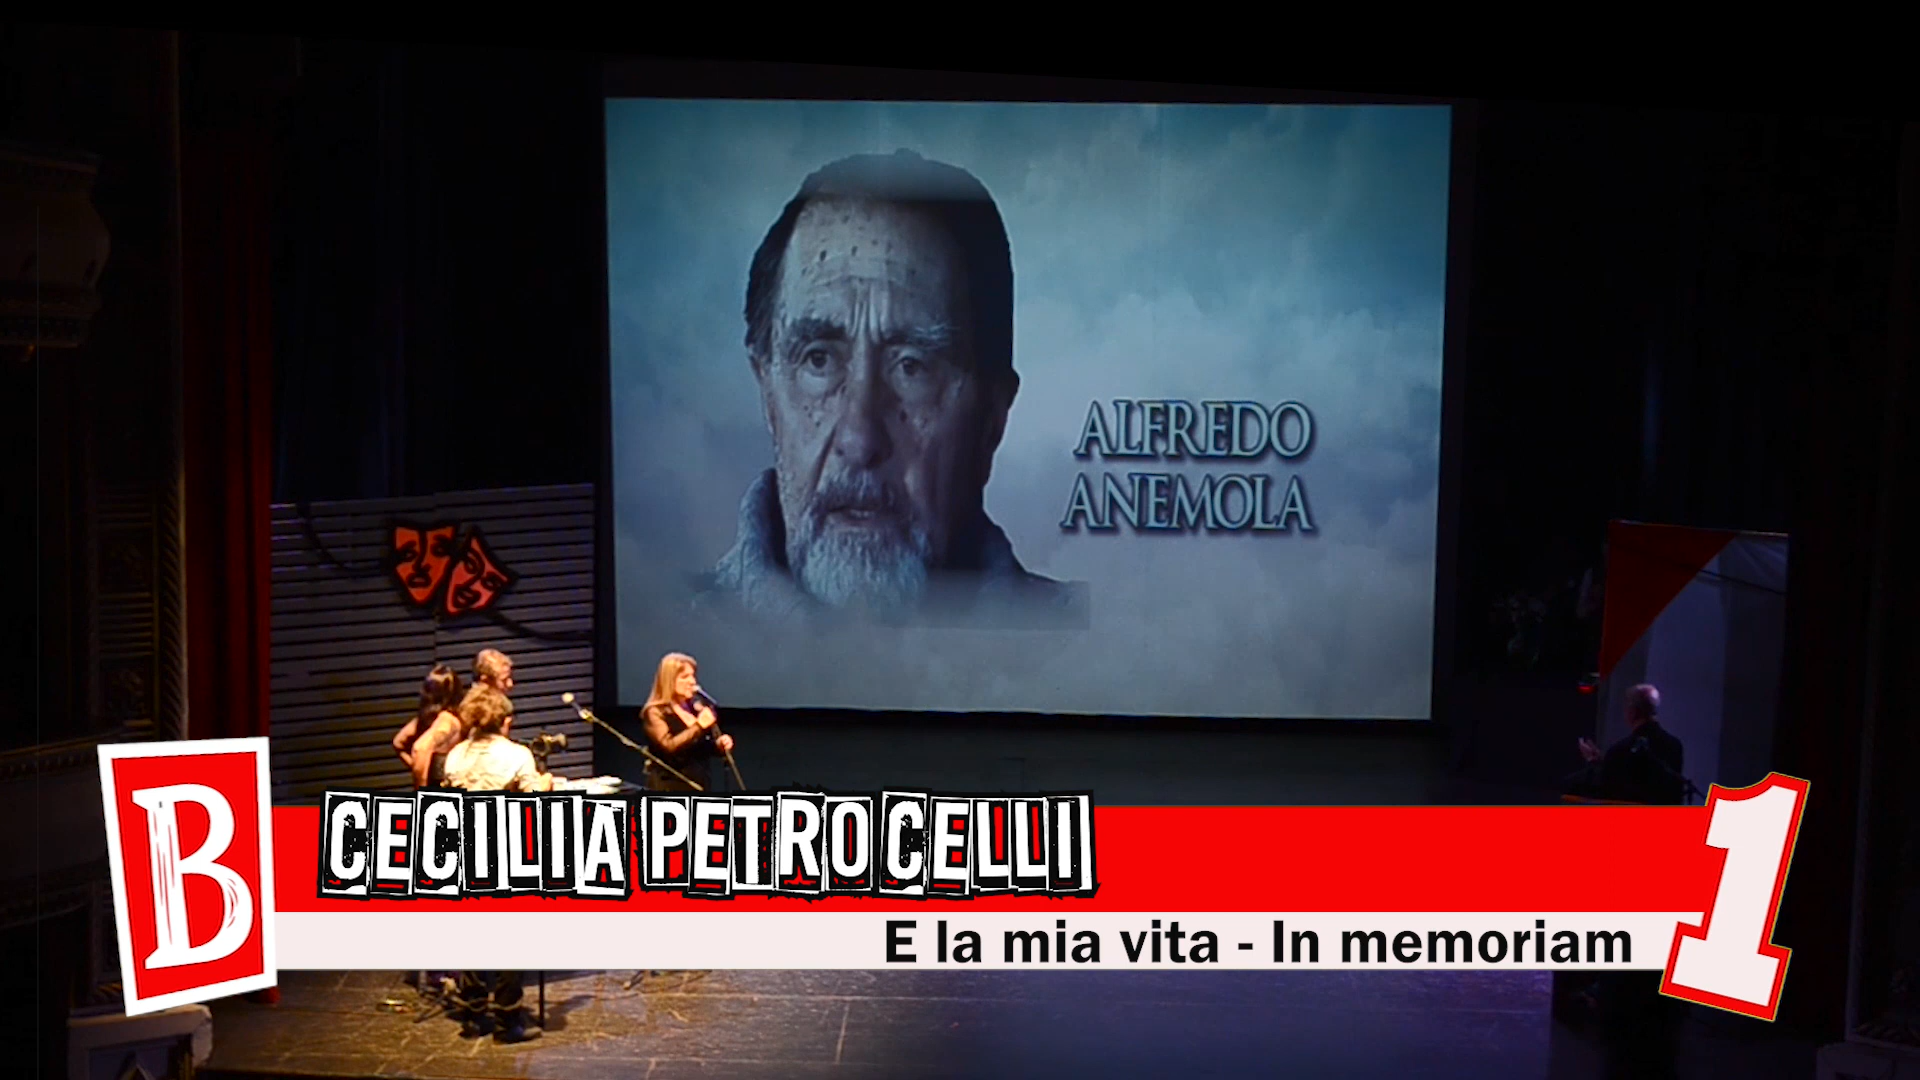 ALFREDO
ANEMOLA
B
CECILIA PETROCELLI
1
E la mia vita - In memoriam